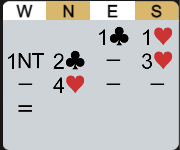 W N E S
1♣ 1♥
1NT 2♣ – 3♥
– 4♥ – –
=